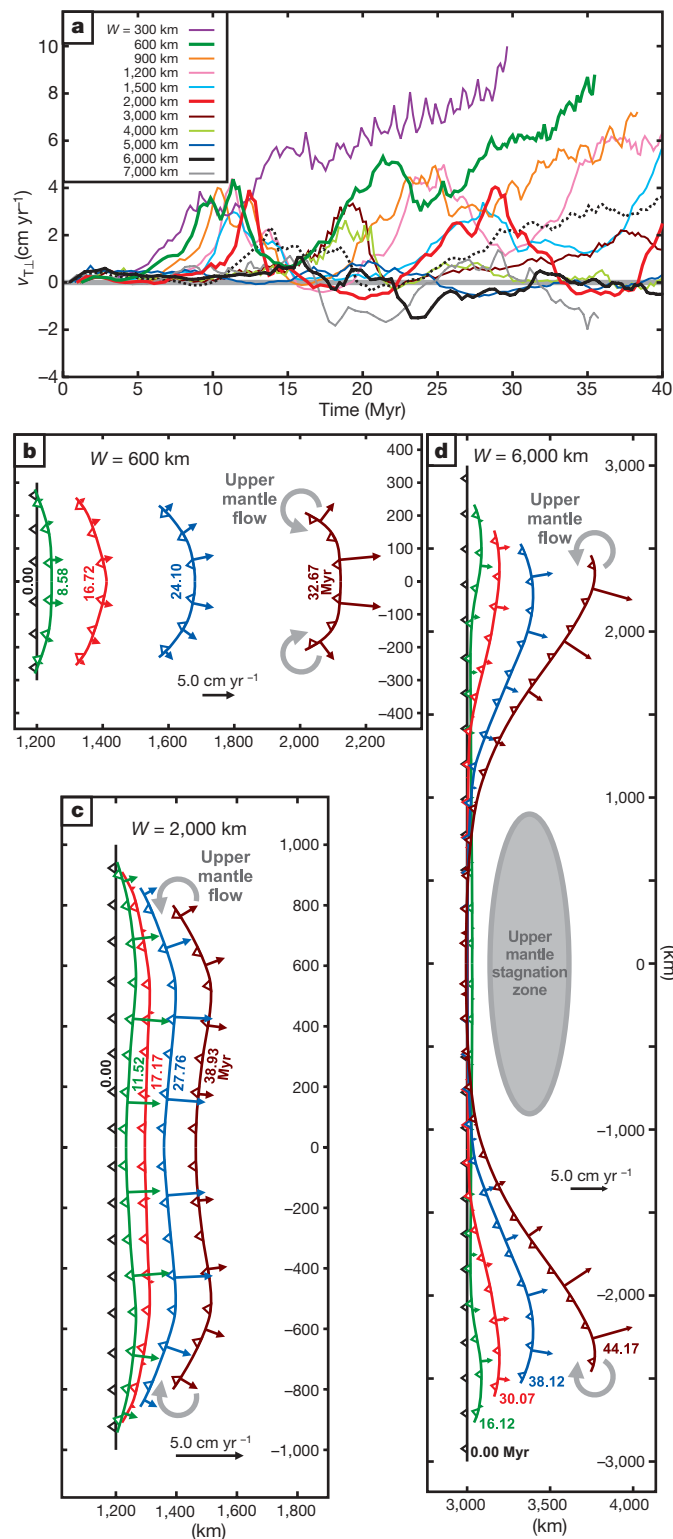 a
W = 300 km
600 km
900 km
1,200 km
1,500 km
2,000 km
3,000 km
4,000 km
5,000 km
6,000 km
7,000 km
10
8
6
4
2
0
−2
−4
vT⊥ (cm yr−1)
0 5 10 15 20 25 30 35 40
Time (Myr)
b
W = 600 km
Upper
mantle
flow
0.00
8.58
16.72
24.10
32.67
Myr
5.0 cm yr −1
400
300
200
100
0
−100
−200
−300
−400
1,200 1,400 1,600 1,800 2,000 2,200
c
W = 2,000 km
Upper
mantle
flow
0.00
11.52
17.17
27.76
38.93
Myr
5.0 cm yr −1
1,000
800
600
400
200
0
−200
−400
−600
−800
−1,000
1,200 1,400 1,600 1,800
(km)
d
W = 6,000 km
Upper
mantle
flow
Upper
mantle
stagnation
zone
5.0 cm yr −1
44.17
38.12
30.07
16.12
0.00 Myr
3,000
2,000
1,000
0
−1,000
−2,000
−3,000
(km)
3,000 3,500 4,000
(km)